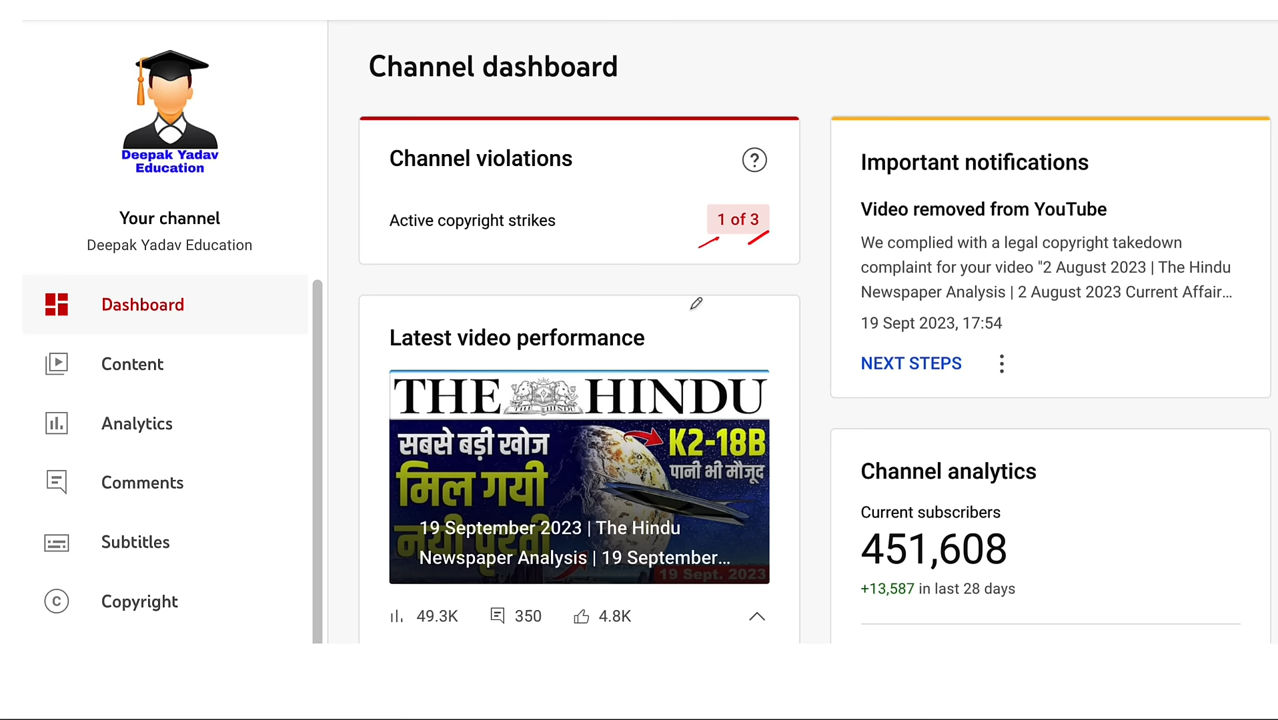 Deepak Yadav
Education
Your channel
Deepak Yadav Education
Dashboard
Content
Analytics
Comments
Subtitles
C
Copyright
Channel dashboard
Channel violations
?
Active copyright strikes
1 of 3
Latest video performance
THE HINDU
सबसे बड़ी खोज
मिल गयी
नयी पृथ्वी
K2-18B
पानी भी मौजूद
19 September 2023 | The Hindu
Newspaper Analysis | 19 September...
19 Sept. 2023
49.3K
350
4.8K
Important notifications
Video removed from YouTube
We complied with a legal copyright takedown
complaint for your video "2 August 2023 | The Hindu
Newspaper Analysis | 2 August 2023 Current Affair...
19 Sept 2023, 17:54
NEXT STEPS
Channel analytics
Current subscribers
451,608
+13,587 in last 28 days